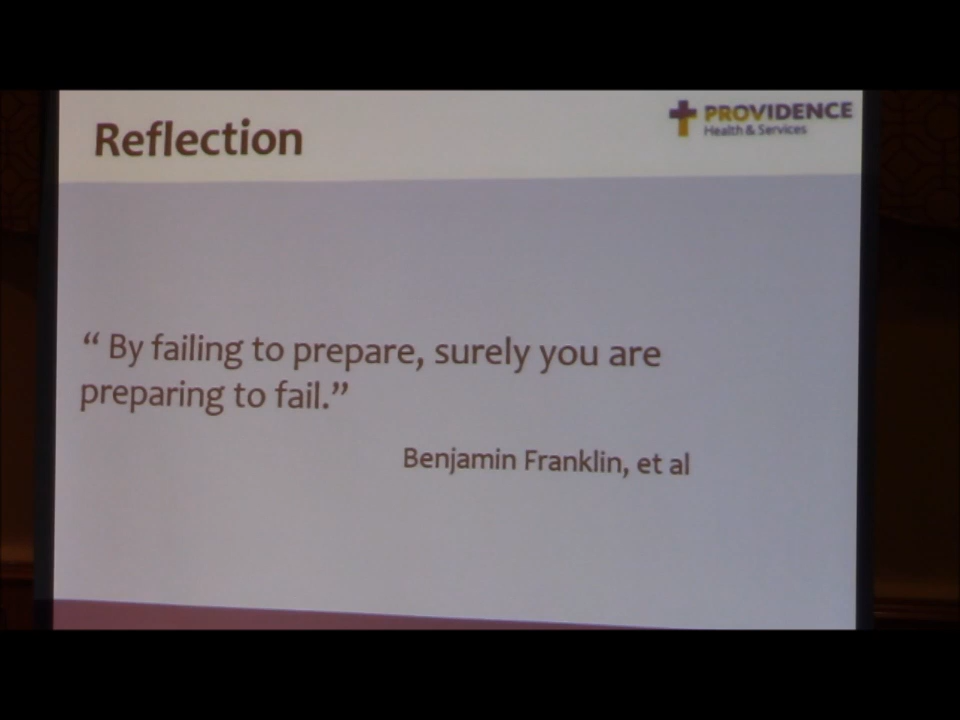 Reflection
PROVIDENCE
Health & Services
“ By failing to prepare, surely you are
preparing to fail.”
Benjamin Franklin, et al